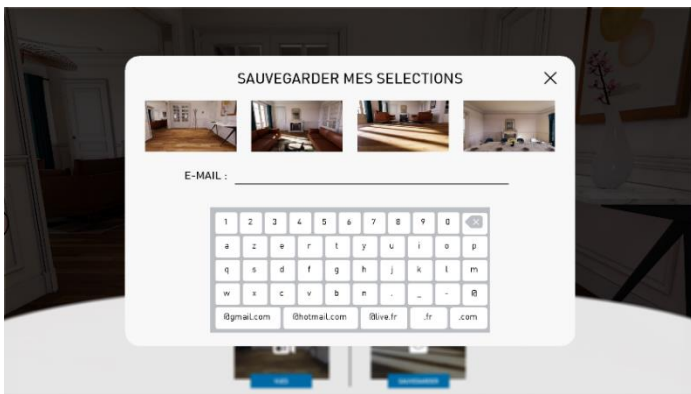 SAUVEGARDER MES SELECTIONS
E-MAIL :
1 2 3 4 5 6 7 8 9 0
a z e r t y u i o p
q s d f g h j k l m
w x c v b n . _ - @
@gmail.com @hotmail.com @live.fr .fr .com
SAUVEGARDER